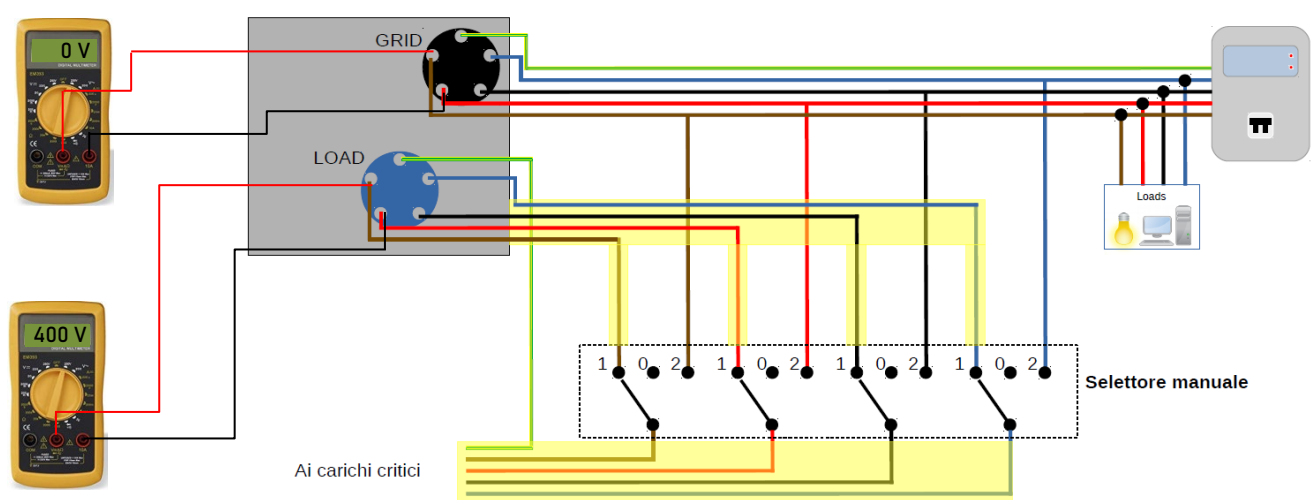 0 V
GRID
LOAD
Loads
400 V
1 0 2 1 0 2 1 0 2 1 0 2
Selettore manuale
Ai carichi critici